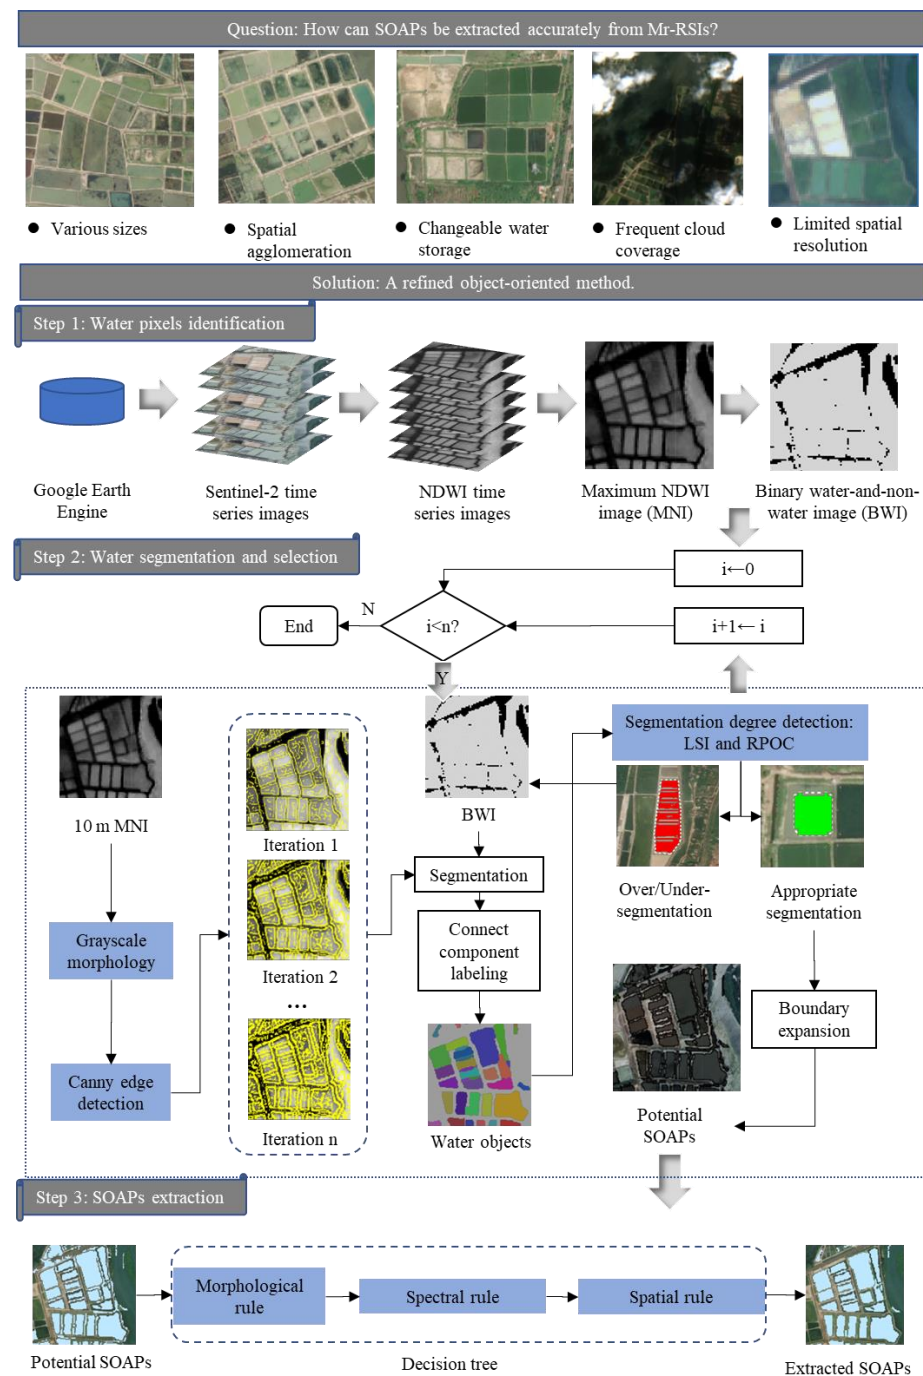 Question: How can SOAPs be extracted accurately from Mr-RSIs?
● Various sizes
● Spatial
agglomeration
● Changeable water
storage
● Frequent cloud
coverage
● Limited spatial
resolution
Solution: A refined object-oriented method.
Step 1: Water pixels identification
Google Earth
Engine
Sentinel-2 time
series images
NDWI time
series images
Maximum NDWI
image (MNI)
Binary water-and-non-
water image (BWI)
Step 2: Water segmentation and selection
i←0
End
N
i<n?
i+1← i
Y
10 m MNI
Grayscale
morphology
Canny edge
detection
Iteration 1
Iteration 2
...
Iteration n
BWI
Segmentation
Connect
component
labeling
Water objects
Segmentation degree detection:
LSI and RPOC
Over/Under-
segmentation
Appropriate
segmentation
Boundary
expansion
Potential
SOAPs
Step 3: SOAPs extraction
Potential SOAPs
Morphological
rule
Spectral rule
Spatial rule
Decision tree
Extracted SOAPs